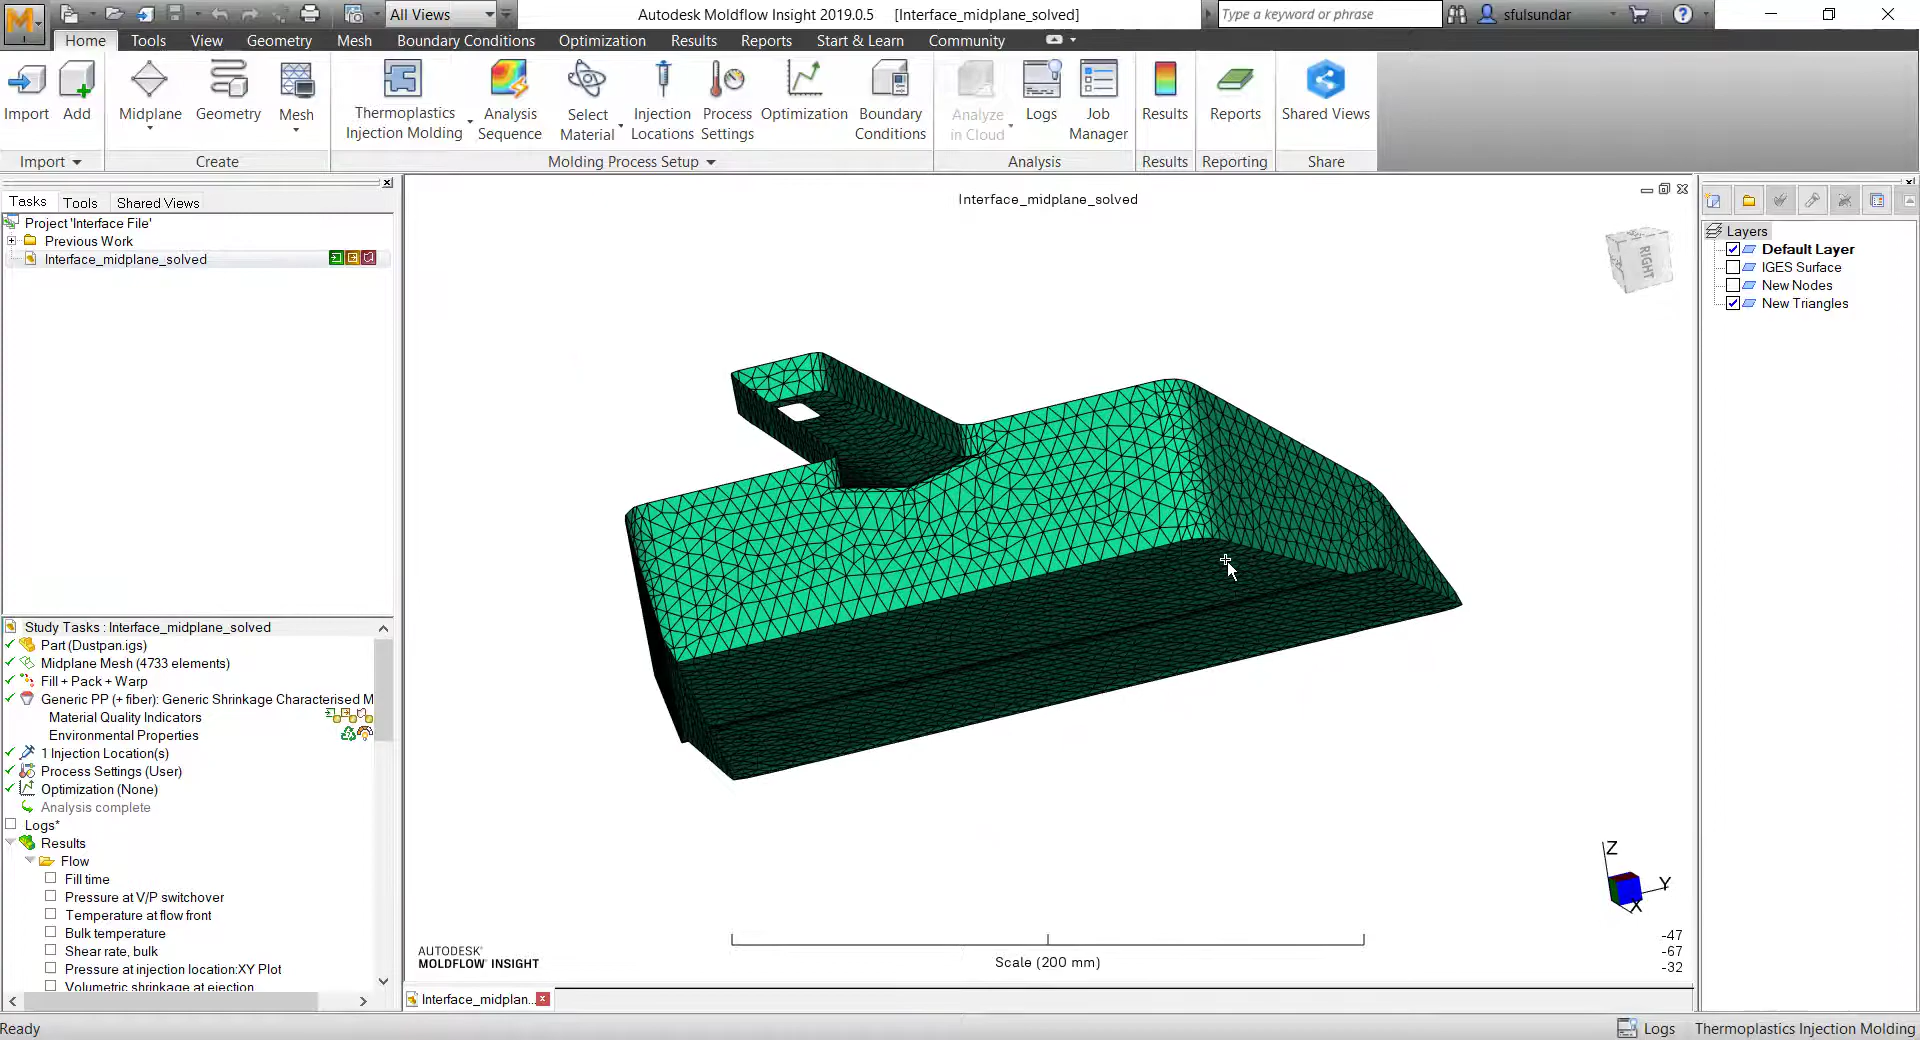 All Views
Autodesk Moldflow Insight 2019.0.5 [Interface_midplane_solved]
Type a keyword or phrase
sfulsundar
Home Tools View Geometry Mesh Boundary Conditions Optimization Results Reports Start & Learn Community
Import
Add
Midplane
Geometry
Mesh
Thermoplastics
Injection Molding
Analysis
Sequence
Select
Material
Injection
Locations
Process
Settings
Optimization
Boundary
Conditions
Analyze
in Cloud
Logs
Job
Manager
Results
Reports
Shared Views
Import
Create
Molding Process Setup
Analysis
Results
Reporting
Share
Tasks Tools Shared Views
Project 'Interface File'
Previous Work
Interface_midplane_solved
Study Tasks : Interface_midplane_solved
Part (Dustpan.igs)
Midplane Mesh (4733 elements)
Fill + Pack + Warp
Generic PP (+ fiber): Generic Shrinkage Characterised M
Material Quality Indicators
Environmental Properties
1 Injection Location(s)
Process Settings (User)
Optimization (None)
Analysis complete
Logs*
Results
Flow
Fill time
Pressure at V/P switchover
Temperature at flow front
Bulk temperature
Shear rate, bulk
Pressure at injection location:XY Plot
Volumetric shrinkage at ejection
Interface_midplane_solved
RIGHT
Z
Y
X
-47
-67
-32
AUTODESK®
MOLDFLOW® INSIGHT
Scale (200 mm)
Interface_midplan...
Layers
Default Layer
IGES Surface
New Nodes
New Triangles
Ready
Logs Thermoplastics Injection Molding